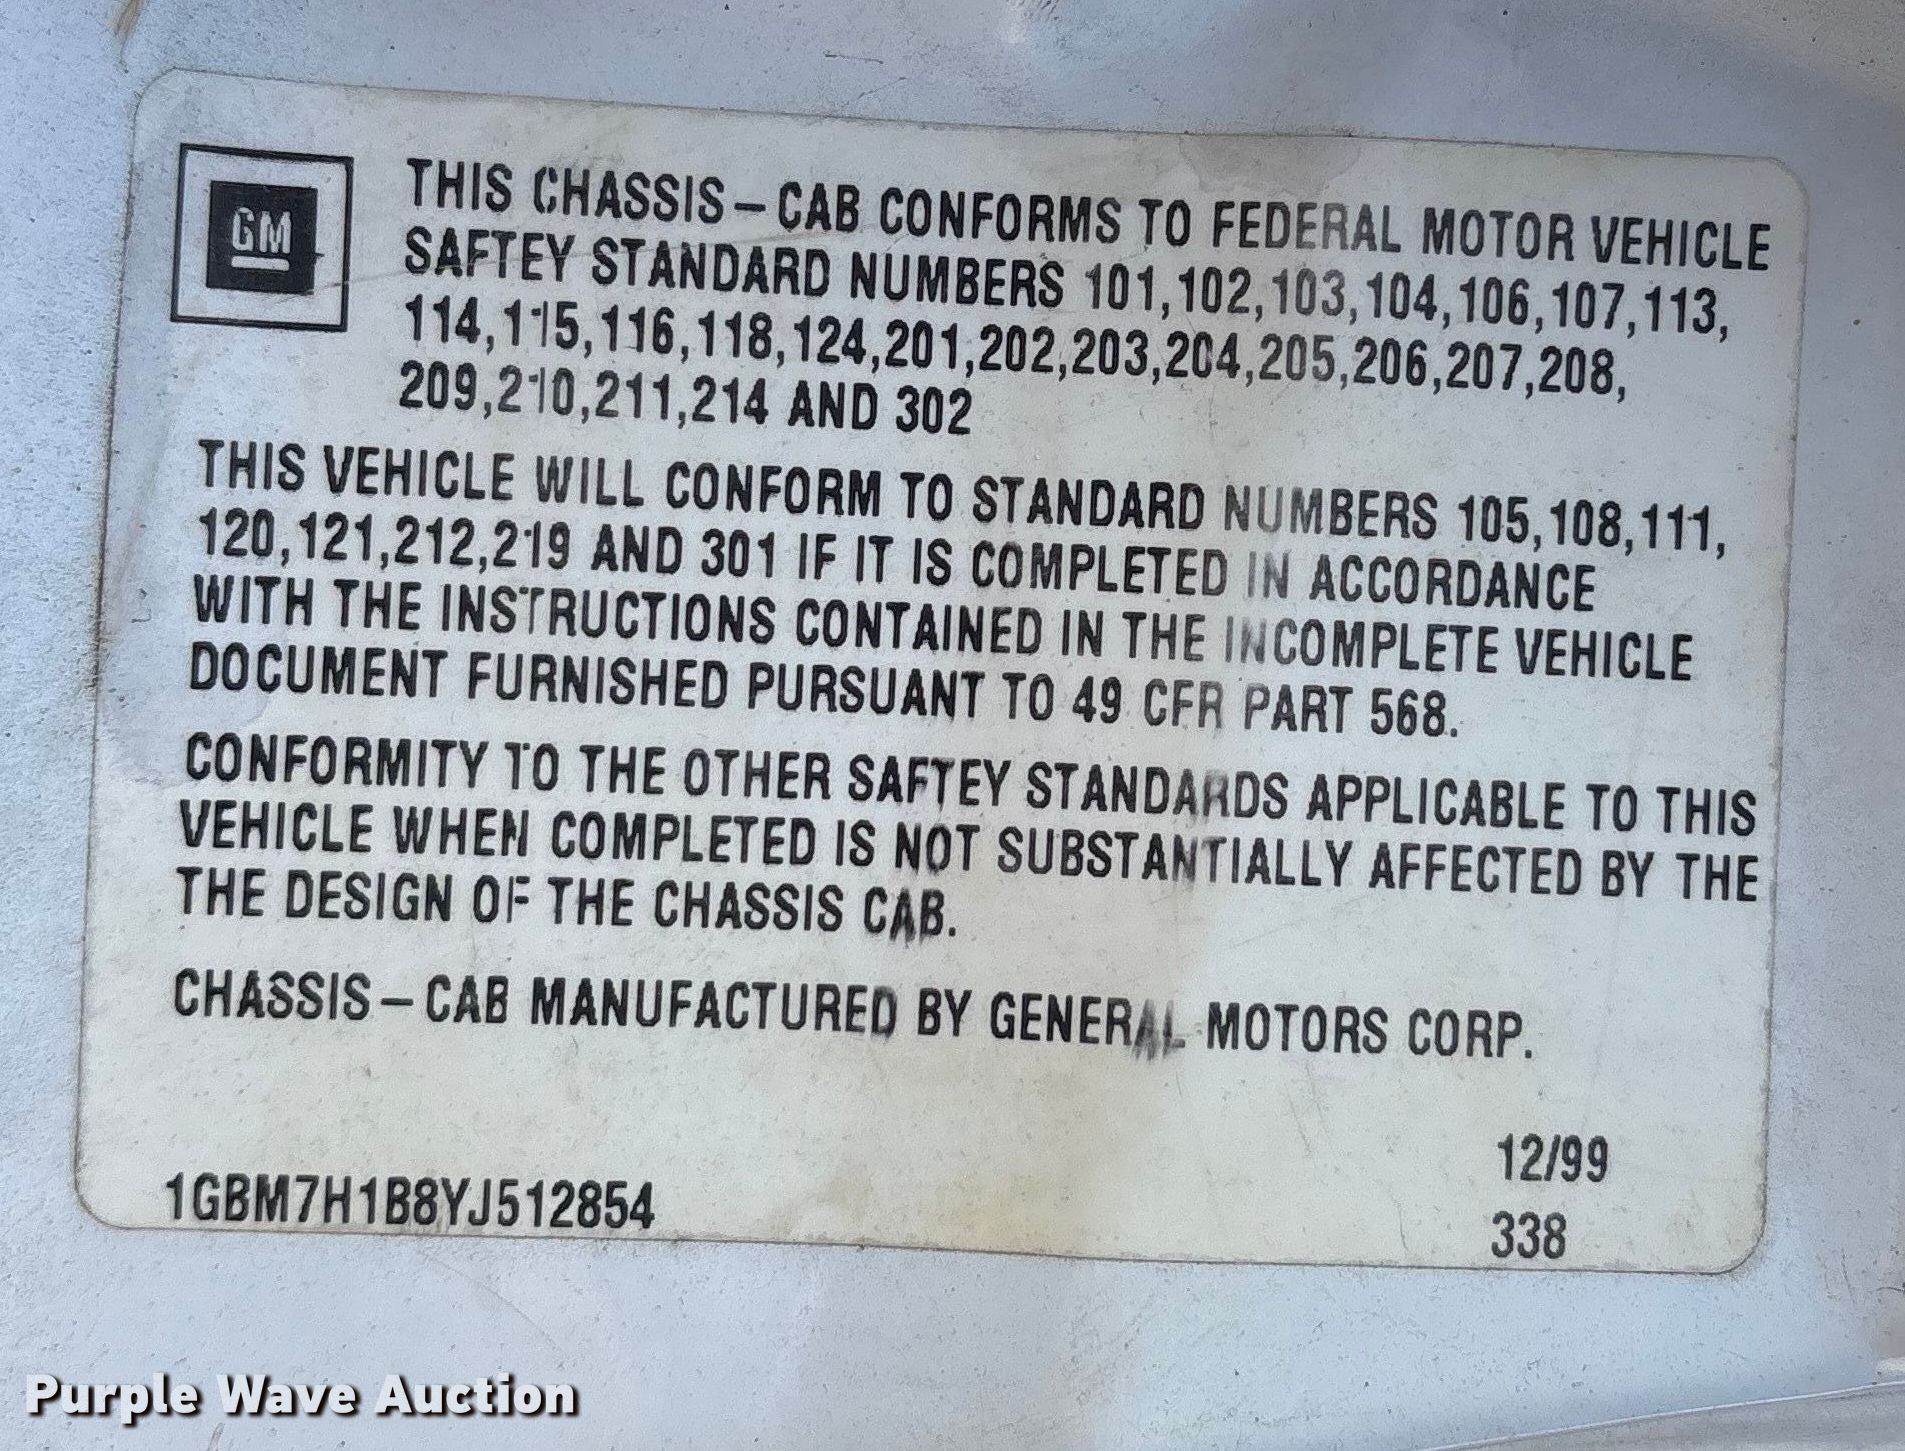 GM
THIS CHASSIS – CAB CONFORMS TO FEDERAL MOTOR VEHICLE
SAFTEY STANDARD NUMBERS 101,102,103,104,106,107,113,
114,115,116,118,124,201,202,203,204,205,206,207,208,
209,210,211,214 AND 302
THIS VEHICLE WILL CONFORM TO STANDARD NUMBERS 105,108,111,
120,121,212,219 AND 301 IF IT IS COMPLETED IN ACCORDANCE
WITH THE INSTRUCTIONS CONTAINED IN THE INCOMPLETE VEHICLE
DOCUMENT FURNISHED PURSUANT TO 49 CFR PART 568.
CONFORMITY TO THE OTHER SAFTEY STANDARDS APPLICABLE TO THIS
VEHICLE WHEN COMPLETED IS NOT SUBSTANTIALLY AFFECTED BY THE
THE DESIGN OF THE CHASSIS CAB.
CHASSIS – CAB MANUFACTURED BY GENERAL MOTORS CORP.
12/99
1GBM7H1B8YJ512854
338
Purple Wave Auction